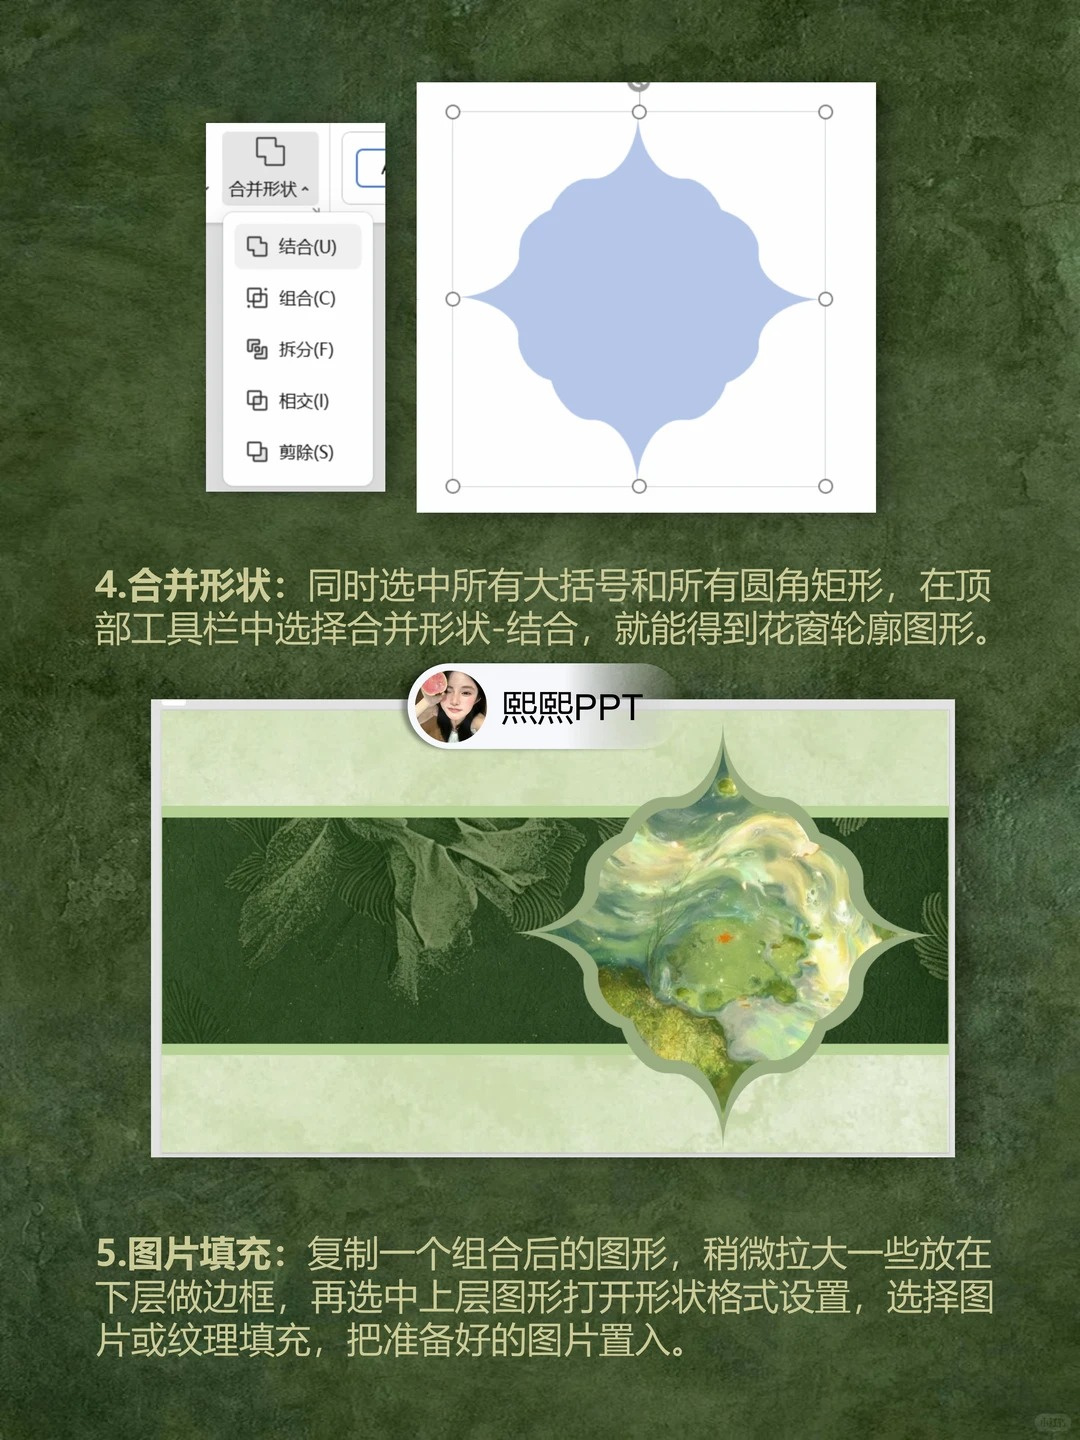 合并形状
结合(U)
组合(C)
拆分(F)
相交(I)
剪除(S)
4.合并形状：同时选中所有大括号和所有圆角矩形，在顶
部工具栏中选择合并形状-结合，就能得到花窗轮廓图形。
熙熙PPT
5.图片填充：复制一个组合后的图形，稍微拉大一些放在
下层做边框，再选中上层图形打开形状格式设置，选择图
片或纹理填充，把准备好的图片置入。